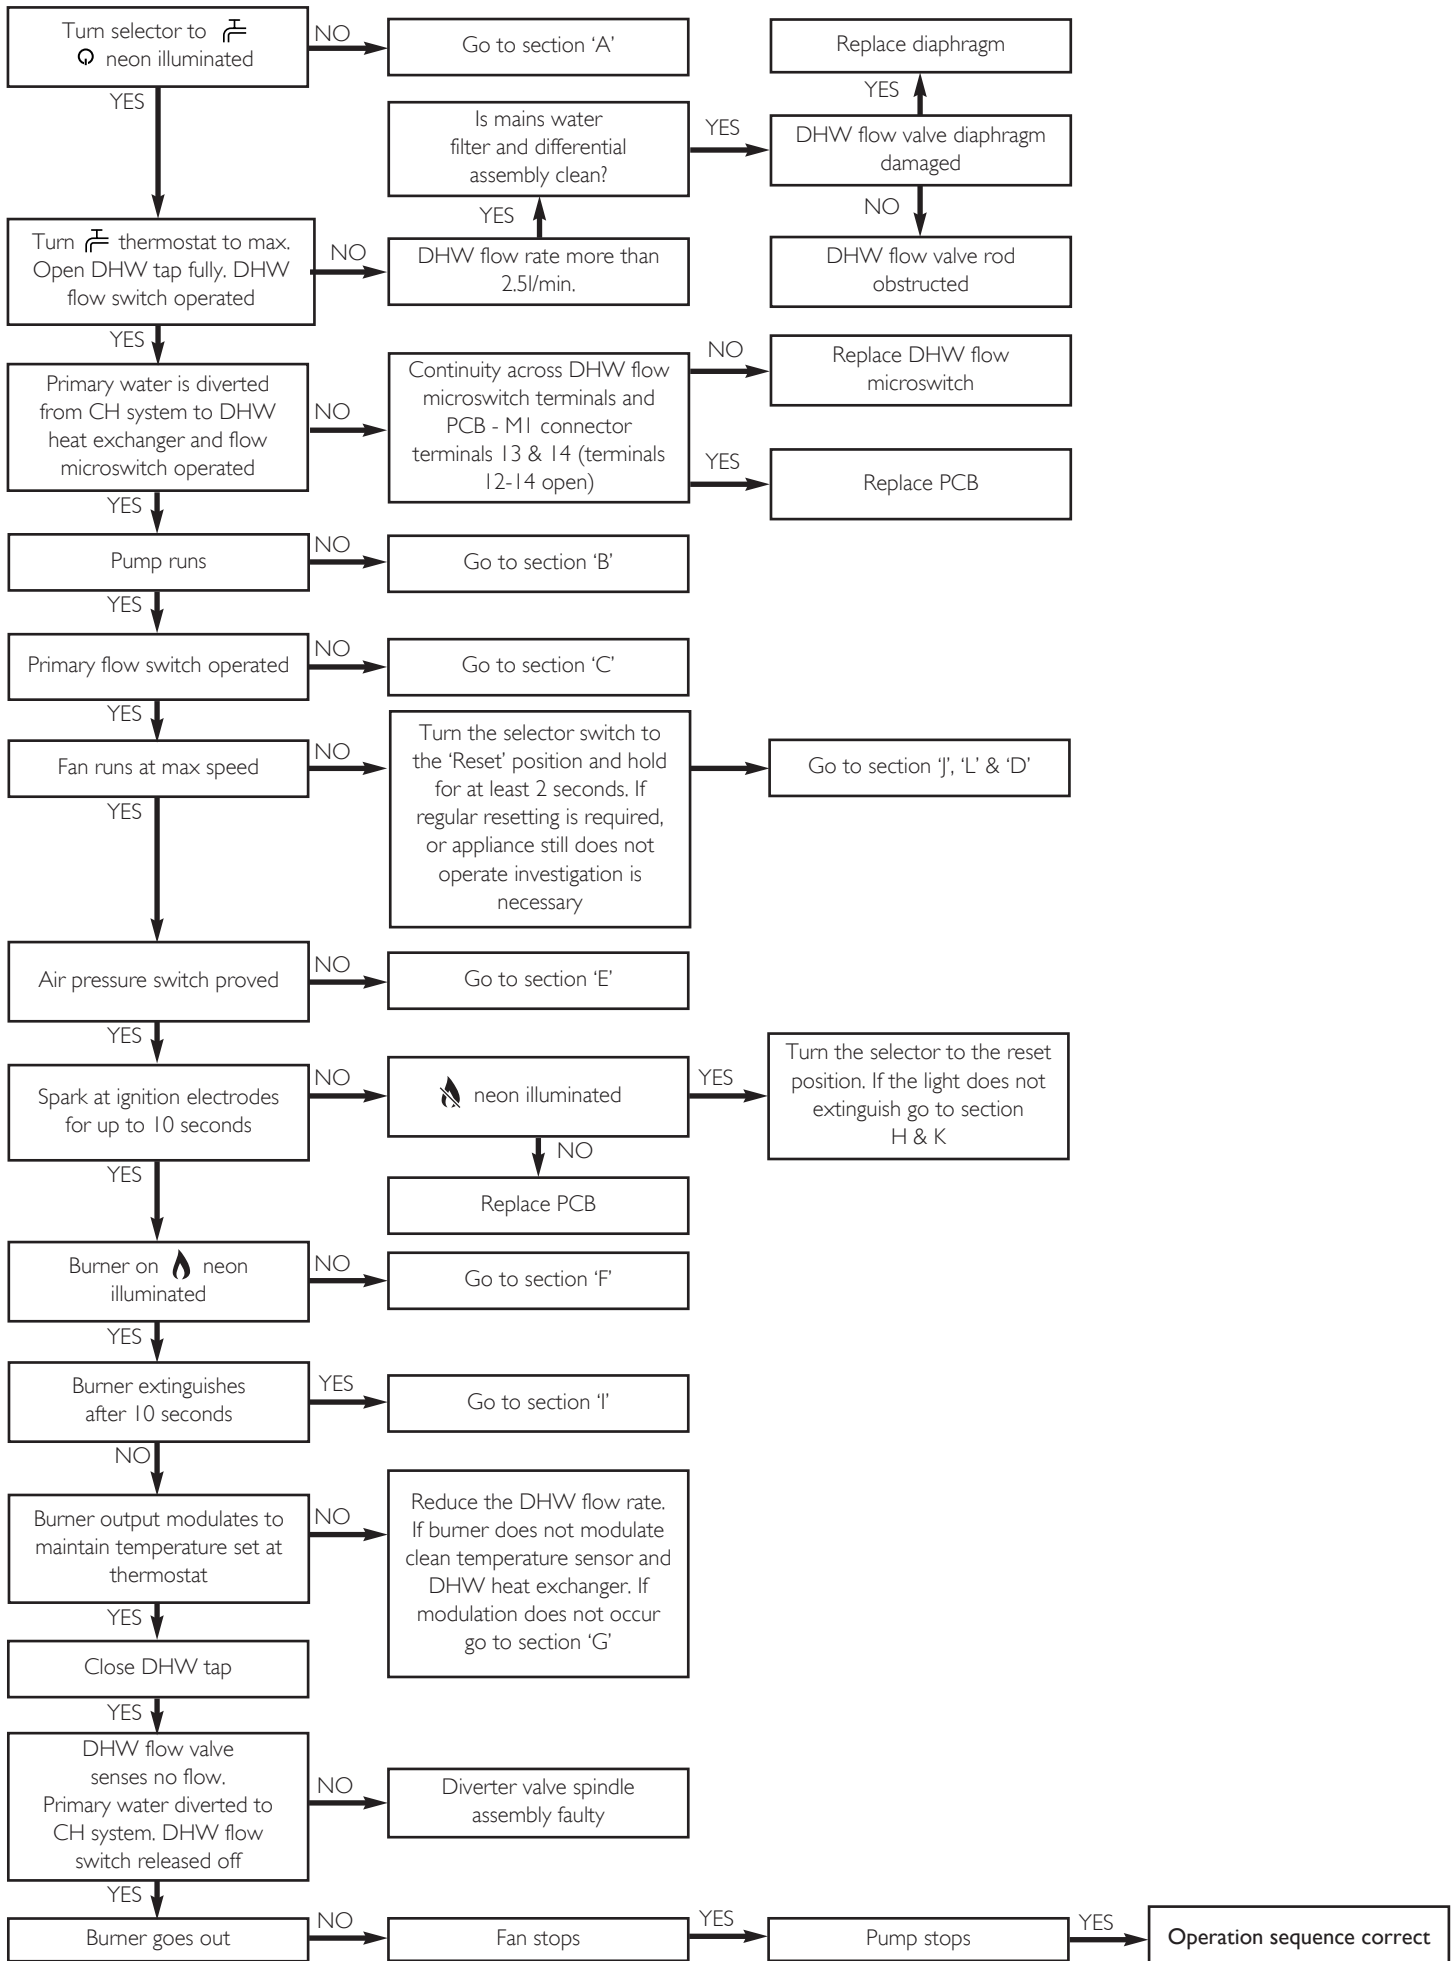 Turn selector to
neon illuminated
NO
Go to section ‘A’
Replace diaphragm
YES
YES
Is mains water
filter and differential
assembly clean?
YES
DHW flow valve diaphragm
damaged
YES
NO
Turn thermostat to max.
Open DHW tap fully. DHW
flow switch operated
NO
DHW flow rate more than
2.5l/min.
DHW flow valve rod
obstructed
YES
Primary water is diverted
from CH system to DHW
heat exchanger and flow
microswitch operated
NO
Continuity across DHW flow
microswitch terminals and
PCB - M1 connector
terminals 13 & 14 (terminals
12-14 open)
NO
Replace DHW flow
microswitch
YES
Replace PCB
YES
Pump runs
NO
Go to section ‘B’
YES
Primary flow switch operated
NO
Go to section ‘C’
YES
Fan runs at max speed
NO
Turn the selector switch to
the ‘Reset’ position and hold
for at least 2 seconds. If
regular resetting is required,
or appliance still does not
operate investigation is
necessary
Go to section ‘J’, ‘L’ & ‘D’
YES
Air pressure switch proved
NO
Go to section ‘E’
YES
Spark at ignition electrodes
for up to 10 seconds
NO
neon illuminated
YES
Turn the selector to the reset
position. If the light does not
extinguish go to section
H & K
NO
Replace PCB
YES
Burner on neon
illuminated
NO
Go to section ‘F’
YES
Burner extinguishes
after 10 seconds
YES
Go to section ‘I’
NO
Burner output modulates to
maintain temperature set at
thermostat
NO
Reduce the DHW flow rate.
If burner does not modulate
clean temperature sensor and
DHW heat exchanger. If
modulation does not occur
go to section ‘G’
YES
Close DHW tap
YES
DHW flow valve
senses no flow.
Primary water diverted to
CH system. DHW flow
switch released off
NO
Diverter valve spindle
assembly faulty
YES
Burner goes out
NO
Fan stops
YES
Pump stops
YES
Operation sequence correct